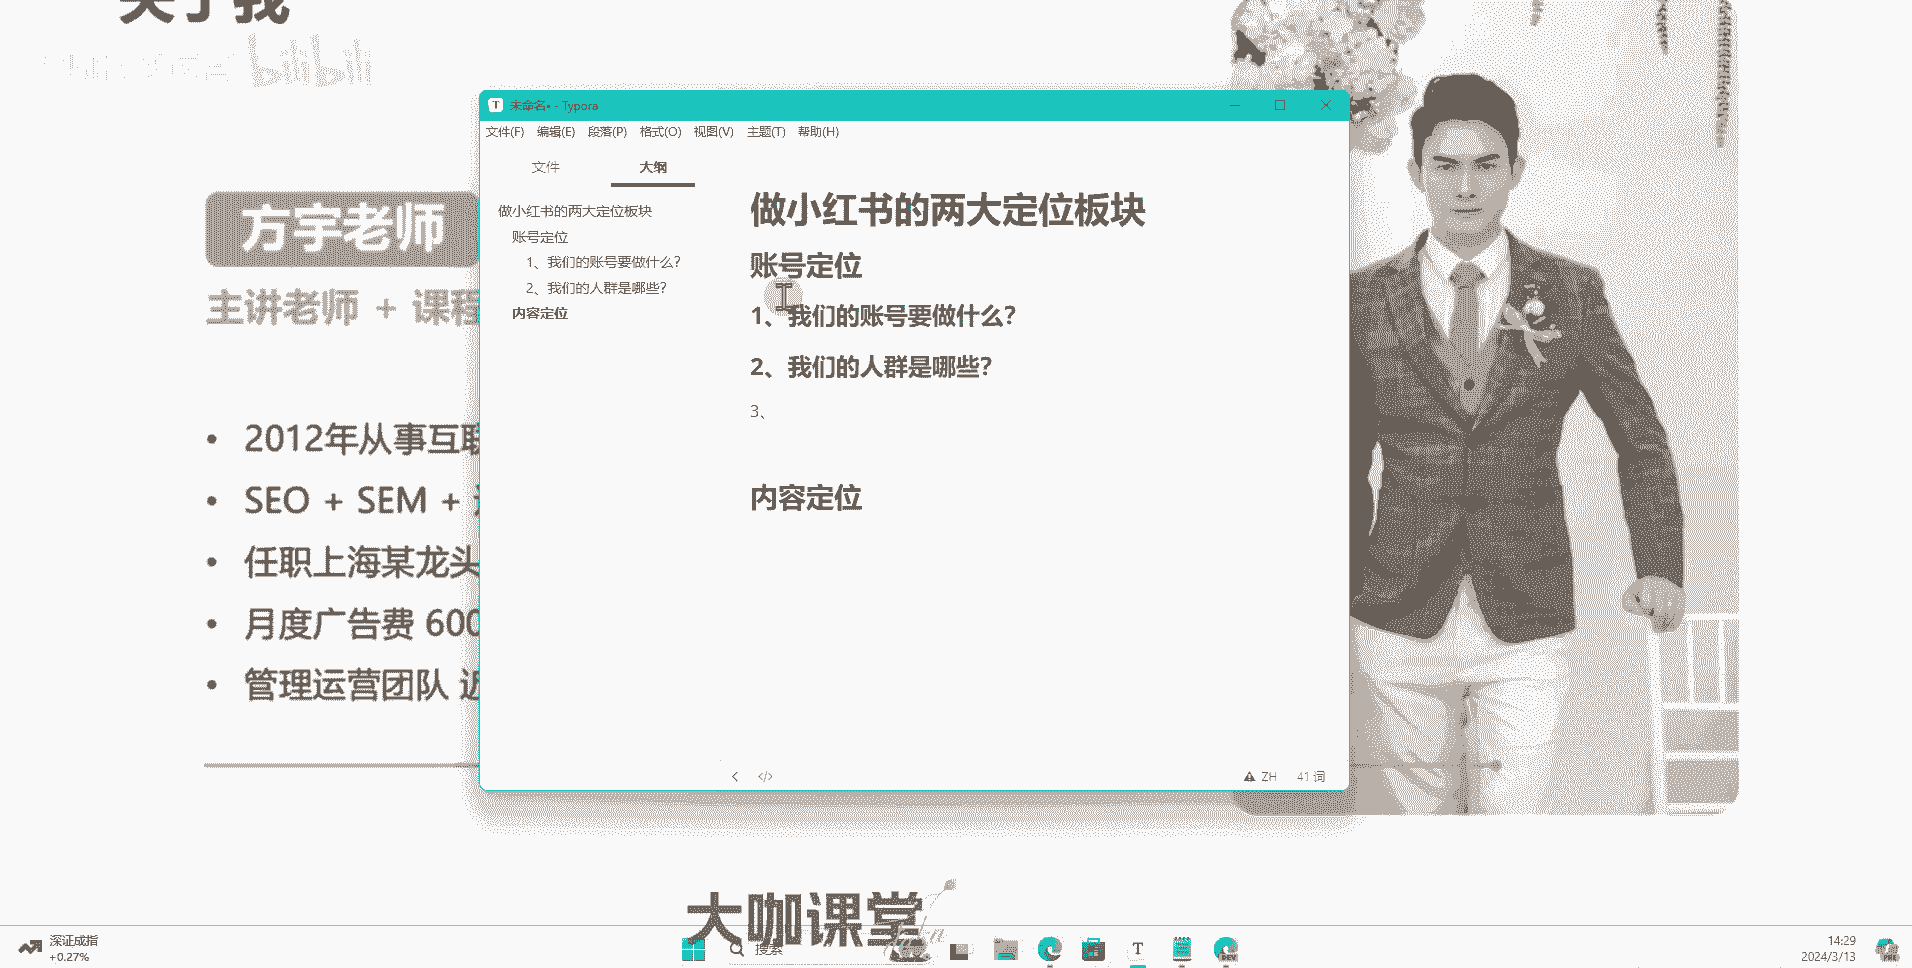 关于我
bilibili
未命名• - Typora
文件(F) 编辑(E) 段落(P) 格式(O) 视图(V) 主题(T) 帮助(H)
文件 大纲
做小红书的两大定位板块
账号定位
1、我们的账号要做什么？
2、我们的人群是哪些？
内容定位
做小红书的两大定位板块
账号定位
1、我们的账号要做什么？
2、我们的人群是哪些？
3、
内容定位
ZH 41 词
方宇老师
主讲老师 + 课程
2012年从事互联
SEO + SEM +
任职上海某龙头
月度广告费 600
管理运营团队 近
大咖课堂
深证成指
+0.27%
搜索
14:29
2024/3/13